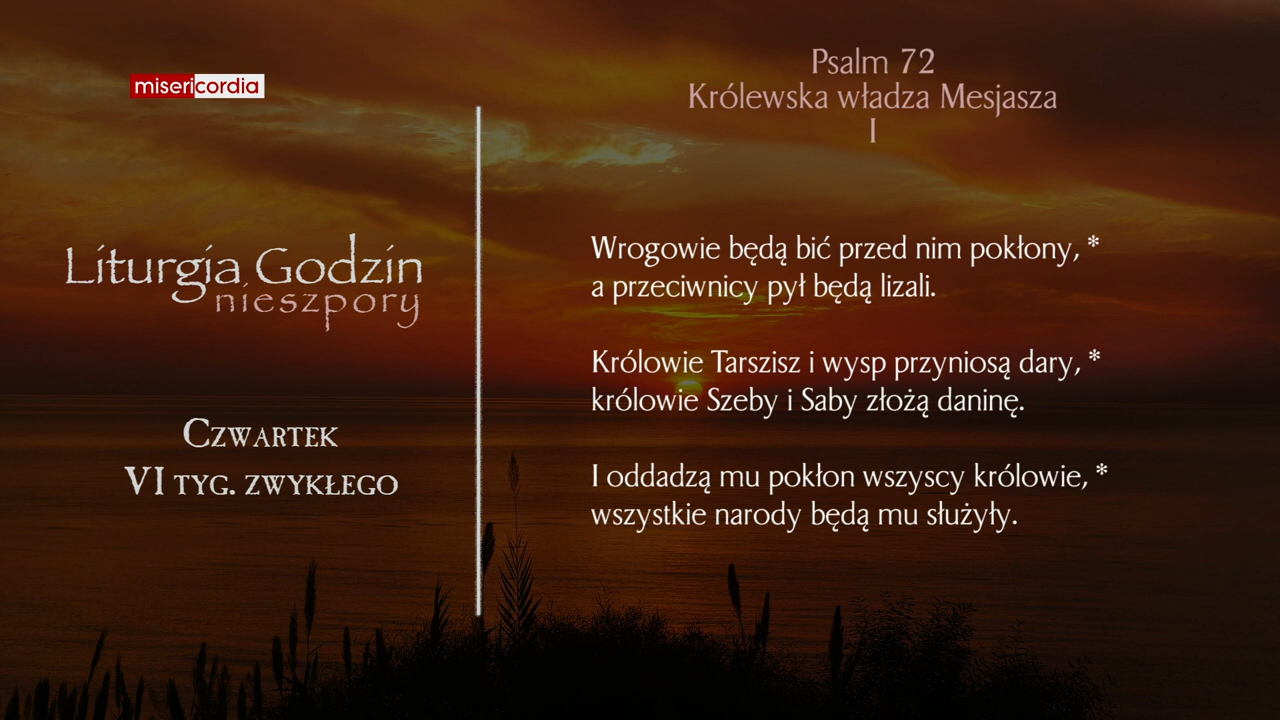 misericordia
Liturgia Godzin
nieszpory
Czwartek
VI tyg. zwykłego
Psalm 72
Królewska władza Mesjasza
I
Wrogowie będą bić przed nim pokłony, *
a przeciwnicy pył będą lizali.
Królowie Tarszisz i wysp przyniosą dary, *
królowie Szeby i Saby złożą daninę.
I oddadzą mu pokłon wszyscy królowie, *
wszystkie narody będą mu służyły.